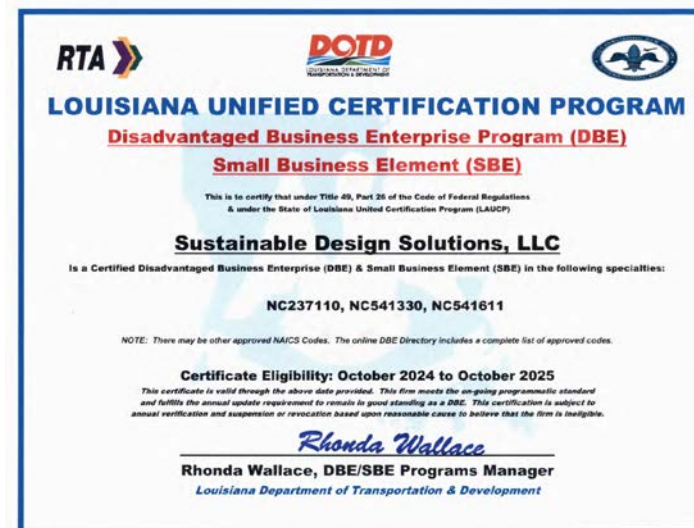 RTA
DOTD
LOUISIANA DEPARTMENT OF
TRANSPORTATION & DEVELOPMENT
LOUISIANA UNIFIED CERTIFICATION PROGRAM
Disadvantaged Business Enterprise Program (DBE)
Small Business Element (SBE)
This is to certify that under Title 49, Part 26 of the Code of Federal Regulations
& under the State of Louisiana United Certification Program (LAUCP)
Sustainable Design Solutions, LLC
Is a Certified Disadvantaged Business Enterprise (DBE) & Small Business Element (SBE) in the following specialties:
NC237110, NC541330, NC541611
NOTE: There may be other approved NAICS Codes. The online DBE Directory includes a complete list of approved codes.
Certificate Eligibility: October 2024 to October 2025
This certificate is valid through the above date provided. This firm meets the on-going programmatic standard
and fulfills the annual update requirement to remain in good standing as a DBE. This certification is subject to
annual verification and suspension or revocation based upon reasonable cause to believe that the firm is ineligible.
Rhonda Wallace
Rhonda Wallace, DBE/SBE Programs Manager
Louisiana Department of Transportation & Development